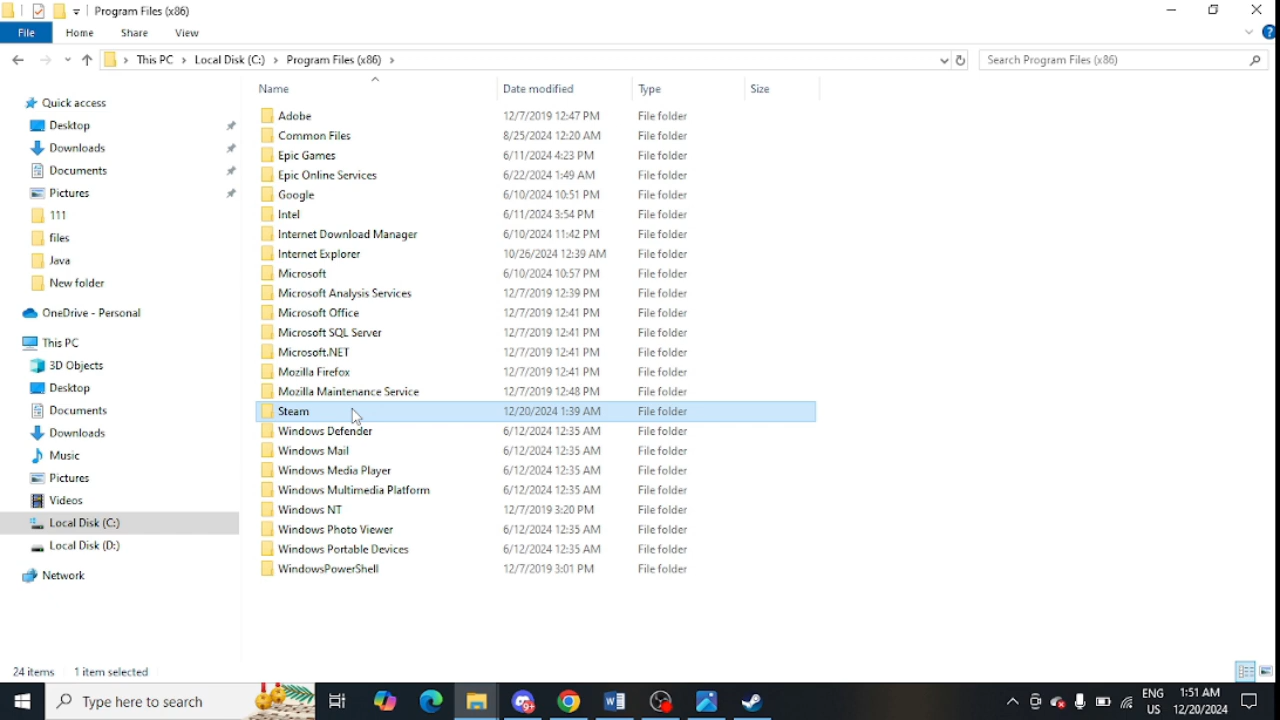 Program Files (x86)
File Home Share View
This PC Local Disk (C:) Program Files (x86) Search Program Files (x86)
Name Date modified Type Size
Quick access
Desktop
Downloads
Documents
Pictures
111
files
Java
New folder
OneDrive - Personal
This PC
3D Objects
Desktop
Documents
Downloads
Music
Pictures
Videos
Local Disk (C:)
Local Disk (D:)
Network
Adobe 12/7/2019 12:47 PM File folder
Common Files 8/25/2024 12:20 AM File folder
Epic Games 6/11/2024 4:23 PM File folder
Epic Online Services 6/22/2024 1:49 AM File folder
Google 6/10/2024 10:51 PM File folder
Intel 6/11/2024 3:54 PM File folder
Internet Download Manager 6/10/2024 11:42 PM File folder
Internet Explorer 10/26/2024 12:39 AM File folder
Microsoft 6/10/2024 10:57 PM File folder
Microsoft Analysis Services 12/7/2019 12:39 PM File folder
Microsoft Office 12/7/2019 12:41 PM File folder
Microsoft SQL Server 12/7/2019 12:41 PM File folder
Microsoft.NET 12/7/2019 12:41 PM File folder
Mozilla Firefox 12/7/2019 12:41 PM File folder
Mozilla Maintenance Service 12/7/2019 12:48 PM File folder
Steam 12/20/2024 1:39 AM File folder
Windows Defender 6/12/2024 12:35 AM File folder
Windows Mail 6/12/2024 12:35 AM File folder
Windows Media Player 6/12/2024 12:35 AM File folder
Windows Multimedia Platform 6/12/2024 12:35 AM File folder
Windows NT 12/7/2019 3:20 PM File folder
Windows Photo Viewer 6/12/2024 12:35 AM File folder
Windows Portable Devices 6/12/2024 12:35 AM File folder
WindowsPowerShell 12/7/2019 3:01 PM File folder
24 items 1 item selected
Type here to search
9+
ENG
US
1:51 AM
12/20/2024